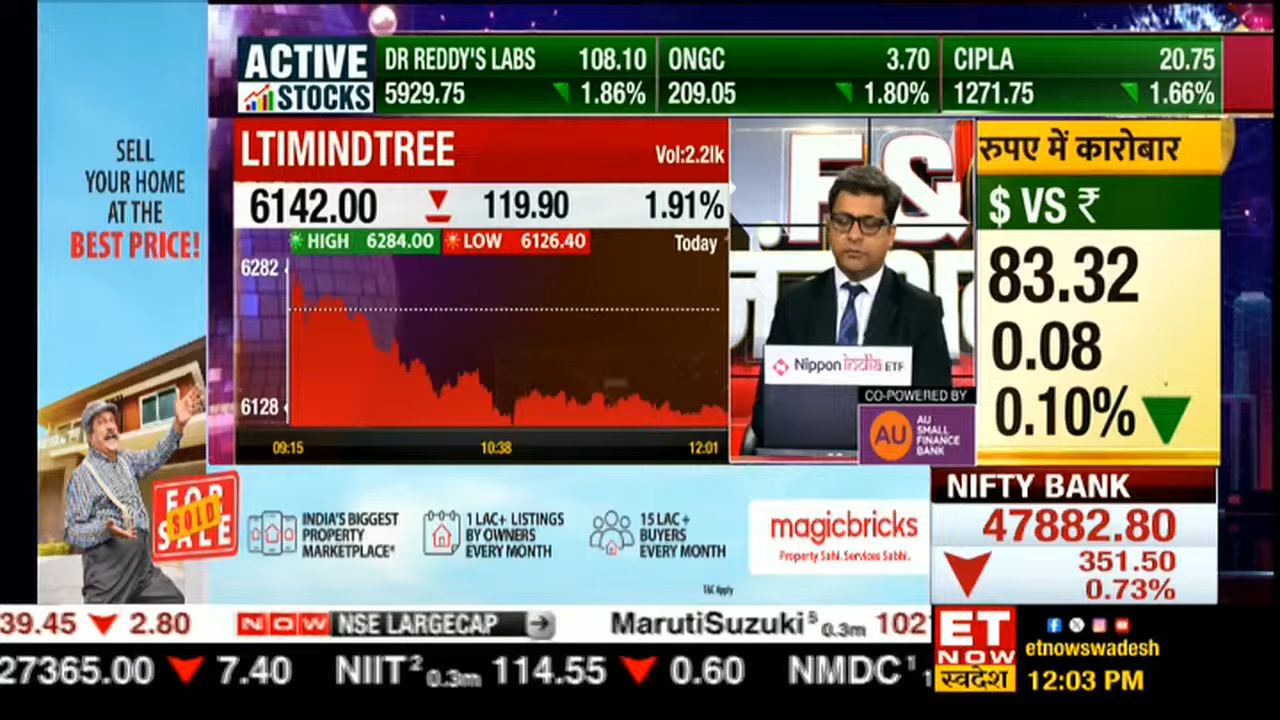 ACTIVE
STOCKS
DR REDDY'S LABS 108.10
5929.75 1.86%
ONGC 3.70
209.05 1.80%
CIPLA 20.75
1271.75 1.66%
SELL
YOUR HOME
AT THE
BEST PRICE!
LTIMINDTREE
Vol:2.2lk
6142.00 119.90 1.91%
HIGH 6284.00 LOW 6126.40 Today
6282
6128
09:15 10:38 12:01
F&
Nippon india ETF
CO-POWERED BY
AU
AU
SMALL
FINANCE
BANK
रुपए में कारोबार
$ VS ₹
83.32
0.08
0.10%
NIFTY BANK
47882.80
351.50
0.73%
FOR
SALE
SOLD
INDIA'S BIGGEST
PROPERTY
MARKETPLACE*
1 LAC+ LISTINGS
BY OWNERS
EVERY MONTH
15 LAC+
BUYERS
EVERY MONTH
magicbricks
Property Sahi. Services Sabhi.
T&C Apply
39.45 2.80 NOW NSE LARGECAP MarutiSuzuki 5 0.3m 102
27365.00 7.40 NIIT 2 0.3m 114.55 0.60 NMDC 1
ET
NOW
स्वदेश
etnowswadesh
12:03 PM